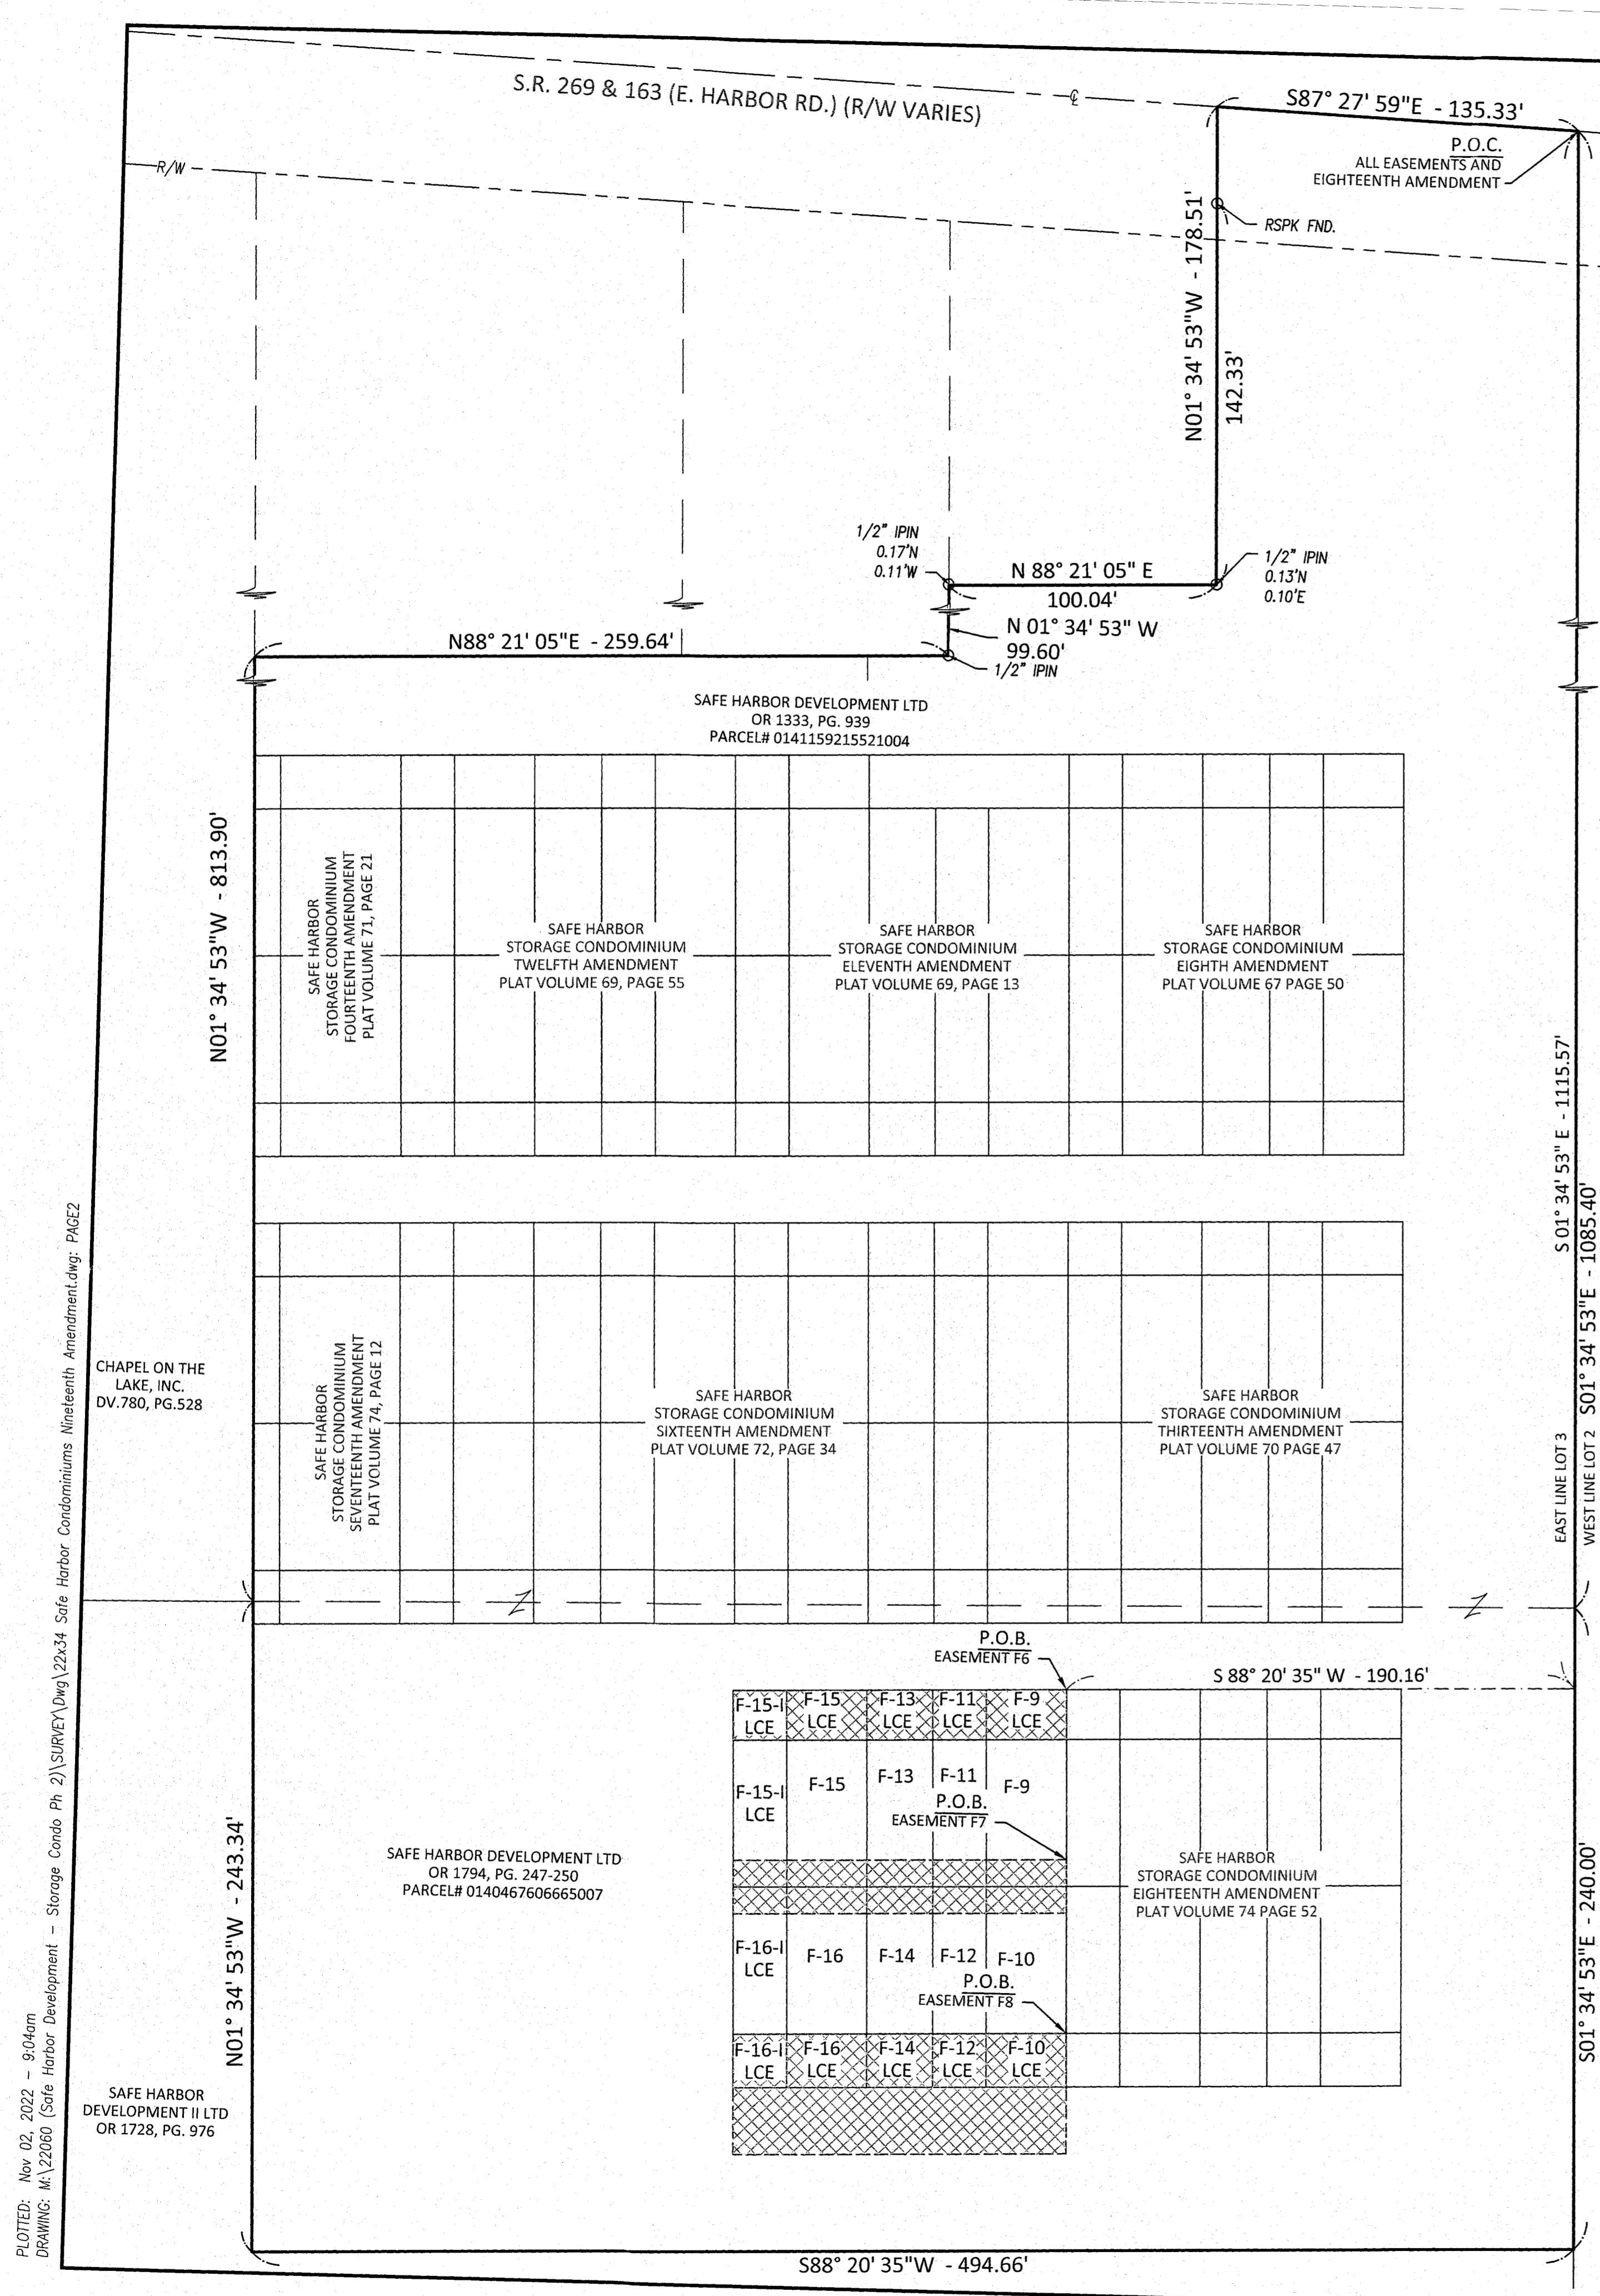 S.R. 269 & 163 (E. HARBOR RD.) (R/W VARIES)
S87° 27' 59"E - 135.33'
P.O.C.
ALL EASEMENTS AND
EIGHTEENTH AMENDMENT
R/W
N01° 34' 53"W - 178.51'
142.33'
RSPK FND.
1/2" IPIN
0.17'N
0.11'W
N 88° 21' 05" E
100.04'
1/2" IPIN
0.13'N
0.10'E
N 01° 34' 53" W
99.60'
1/2" IPIN
N88° 21' 05"E - 259.64'
SAFE HARBOR DEVELOPMENT LTD
OR 1333, PG. 939
PARCEL# 0141159215521004
N01° 34' 53"W - 813.90'
SAFE HARBOR
STORAGE CONDOMINIUM
FOURTEENTH AMENDMENT
PLAT VOLUME 71, PAGE 21
SAFE HARBOR
STORAGE CONDOMINIUM
TWELFTH AMENDMENT
PLAT VOLUME 69, PAGE 55
SAFE HARBOR
STORAGE CONDOMINIUM
ELEVENTH AMENDMENT
PLAT VOLUME 69, PAGE 13
SAFE HARBOR
STORAGE CONDOMINIUM
EIGHTH AMENDMENT
PLAT VOLUME 67 PAGE 50
S 01° 34' 53" E - 1115.57'
S01° 34' 53"E - 1085.40'
EAST LINE LOT 3
WEST LINE LOT 2
CHAPEL ON THE
LAKE, INC.
DV.780, PG.528
SAFE HARBOR
STORAGE CONDOMINIUM
SEVENTEENTH AMENDMENT
PLAT VOLUME 74, PAGE 12
SAFE HARBOR
STORAGE CONDOMINIUM
SIXTEENTH AMENDMENT
PLAT VOLUME 72, PAGE 34
SAFE HARBOR
STORAGE CONDOMINIUM
THIRTEENTH AMENDMENT
PLAT VOLUME 70 PAGE 47
P.O.B.
EASEMENT F6
S 88° 20' 35" W - 190.16'
F-15-I
LCE
F-15
LCE
F-13
LCE
F-11
LCE
F-9
LCE
F-15-I
LCE
F-15
F-13
F-11
F-9
P.O.B.
EASEMENT F7
N01° 34' 53"W - 243.34'
SAFE HARBOR DEVELOPMENT LTD
OR 1794, PG. 247-250
PARCEL# 0140467606665007
SAFE HARBOR
STORAGE CONDOMINIUM
EIGHTEENTH AMENDMENT
PLAT VOLUME 74 PAGE 52
S01° 34' 53"E - 240.00'
F-16-I
LCE
F-16
F-14
F-12
F-10
P.O.B.
EASEMENT F8
F-16-I
LCE
F-16
LCE
F-14
LCE
F-12
LCE
F-10
LCE
SAFE HARBOR
DEVELOPMENT II LTD
OR 1728, PG. 976
S88° 20' 35"W - 494.66'
PLOTTED: Nov 02, 2022 - 9:04am
DRAWING: M:\22060 (Safe Harbor Development - Storage Condo Ph 2)\SURVEY\Dwg\22x34 Safe Harbor Condominiums Nineteenth Amendment.dwg: PAGE2